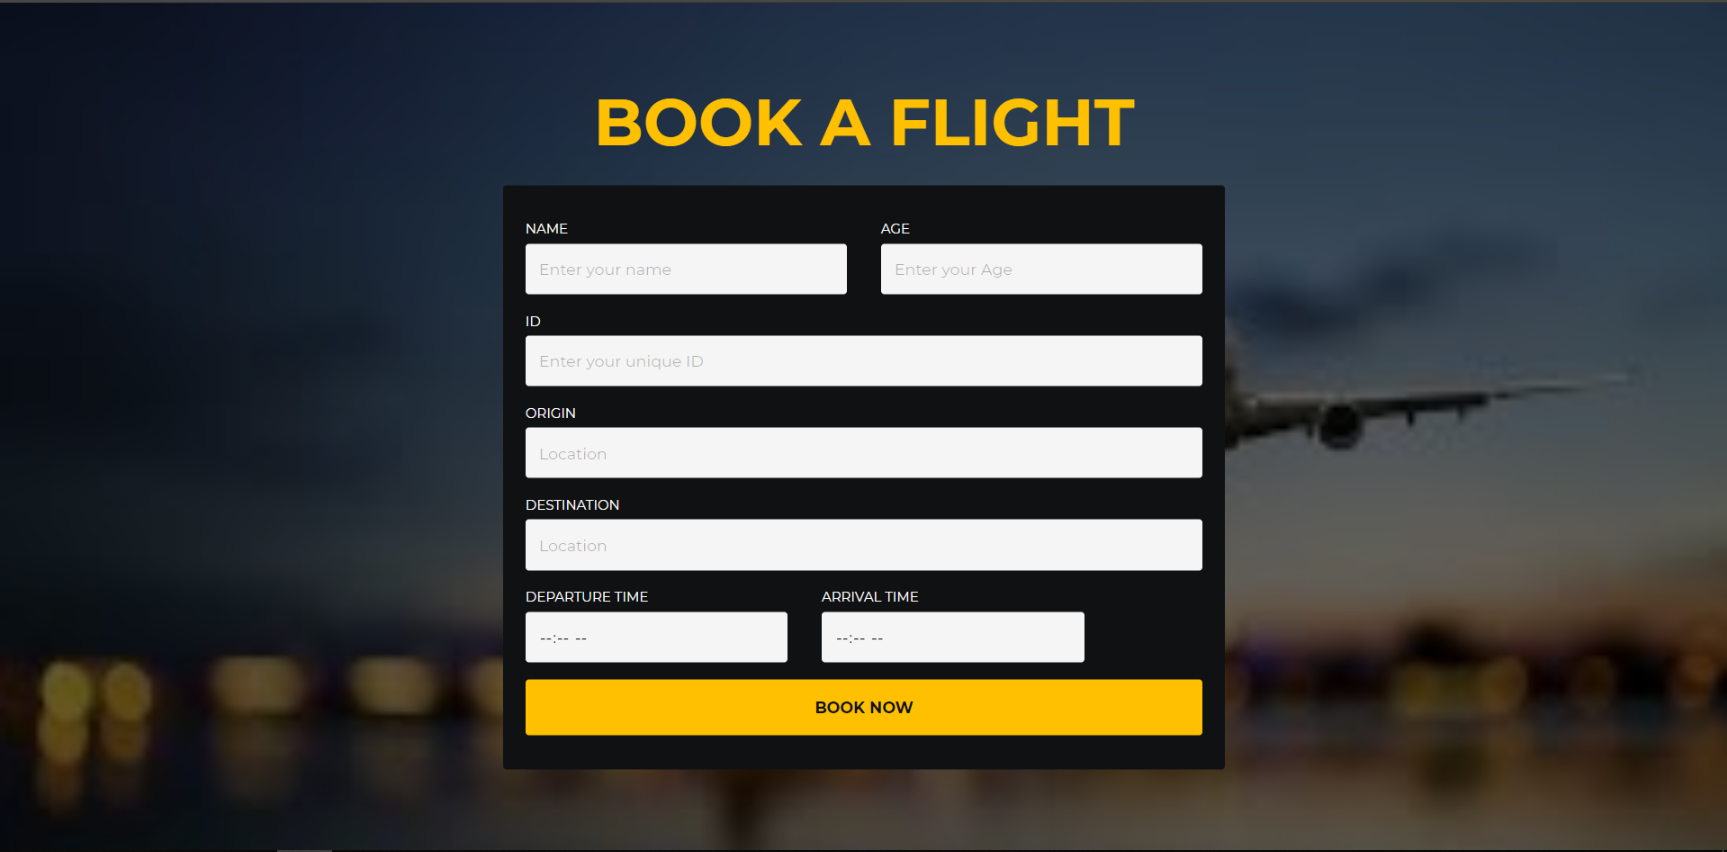 BOOK A FLIGHT
NAME
AGE
Enter your name
Enter your Age
ID
Enter your unique ID
ORIGIN
Location
DESTINATION
Location
DEPARTURE TIME
ARRIVAL TIME
--:-- --
--:-- --
BOOK NOW